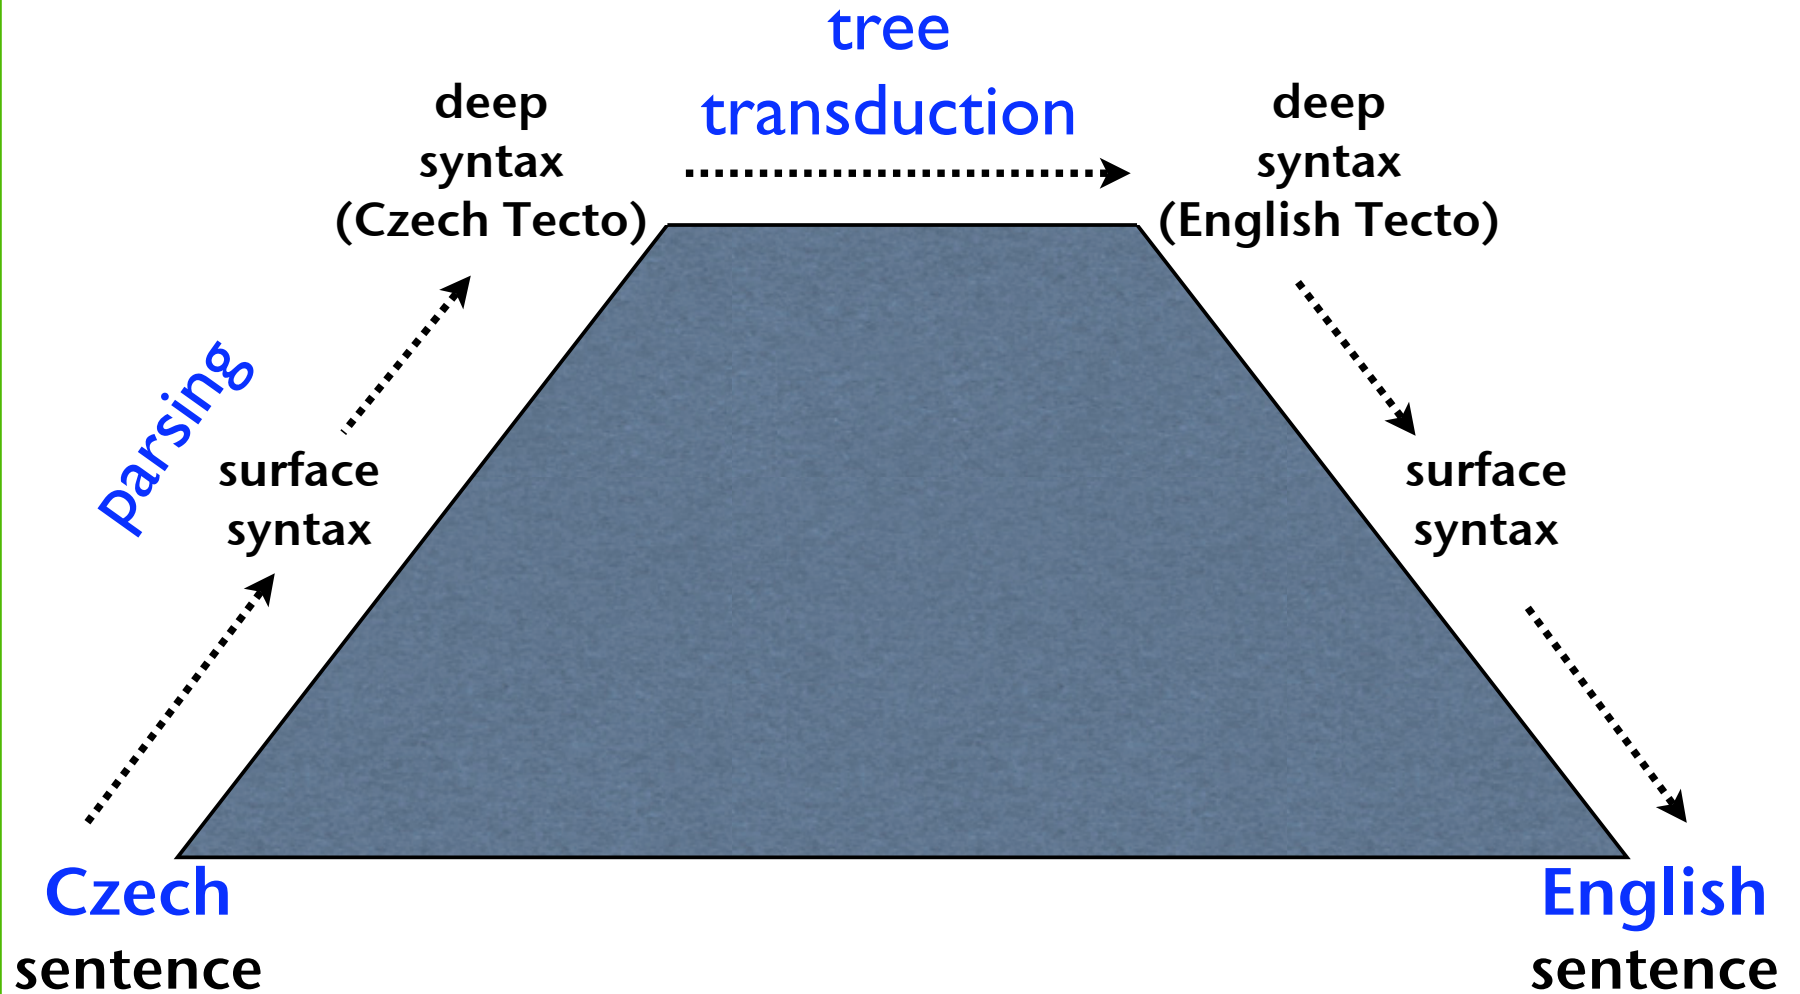 tree
transduction
deep
syntax
(Czech Tecto)
deep
syntax
(English Tecto)
parsing
surface
syntax
surface
syntax
Czech
sentence
English
sentence